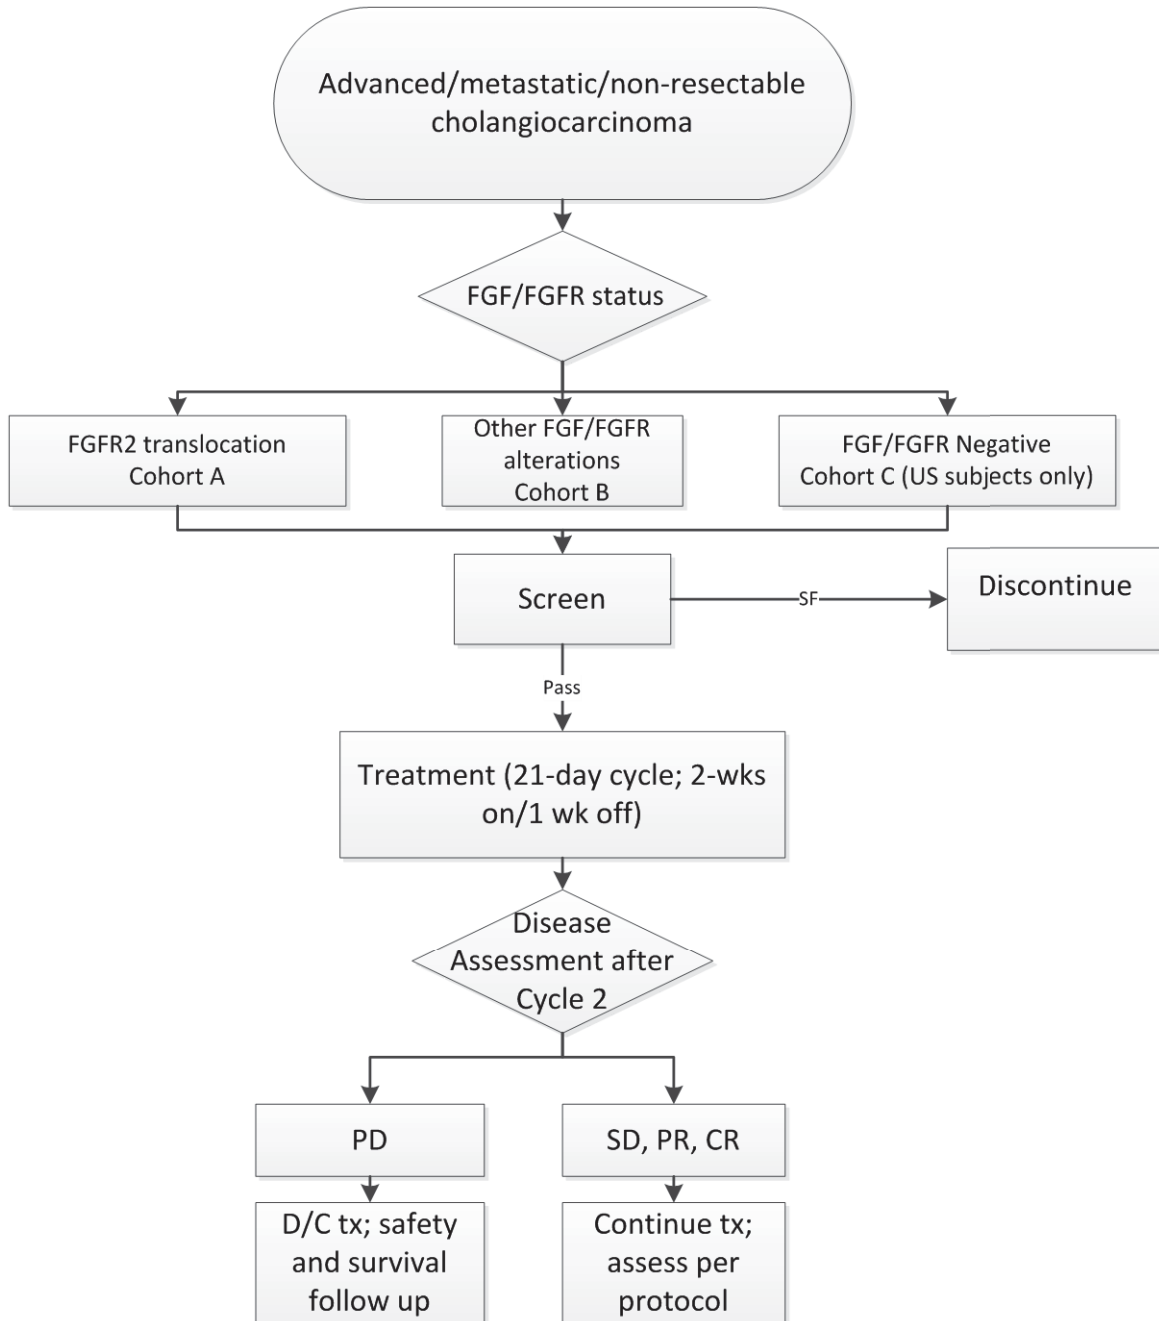 Advanced/metastatic/non-resectable
cholangiocarcinoma
FGF/FGFR status
FGFR2 translocation
Cohort A
Other FGF/FGFR
alterations
Cohort B
FGF/FGFR Negative
Cohort C (US subjects only)
Screen
SF
Discontinue
Pass
Treatment (21-day cycle; 2-wks
on/1 wk off)
Disease
Assessment after
Cycle 2
PD
SD, PR, CR
D/C tx; safety
and survival
follow up
Continue tx;
assess per
protocol